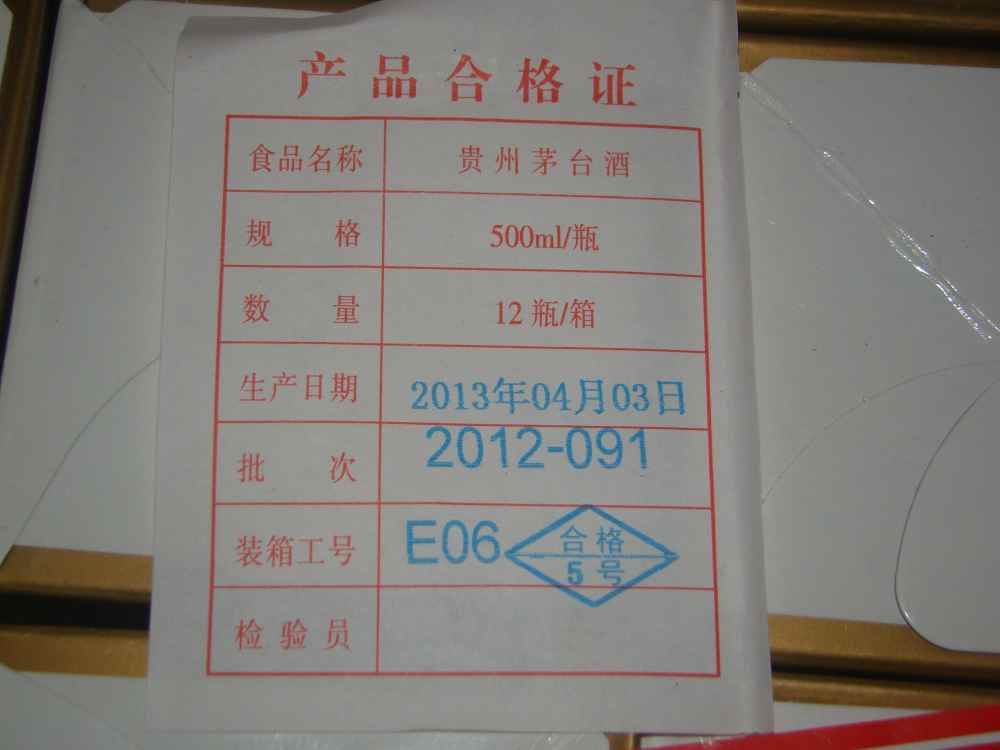 产品合格证
食品名称 贵州茅台酒
规 格 500ml/瓶
数 量 12瓶/箱
生产日期 2013年04月03日
批 次 2012-091
装箱工号 E06 合格
5号
检验员